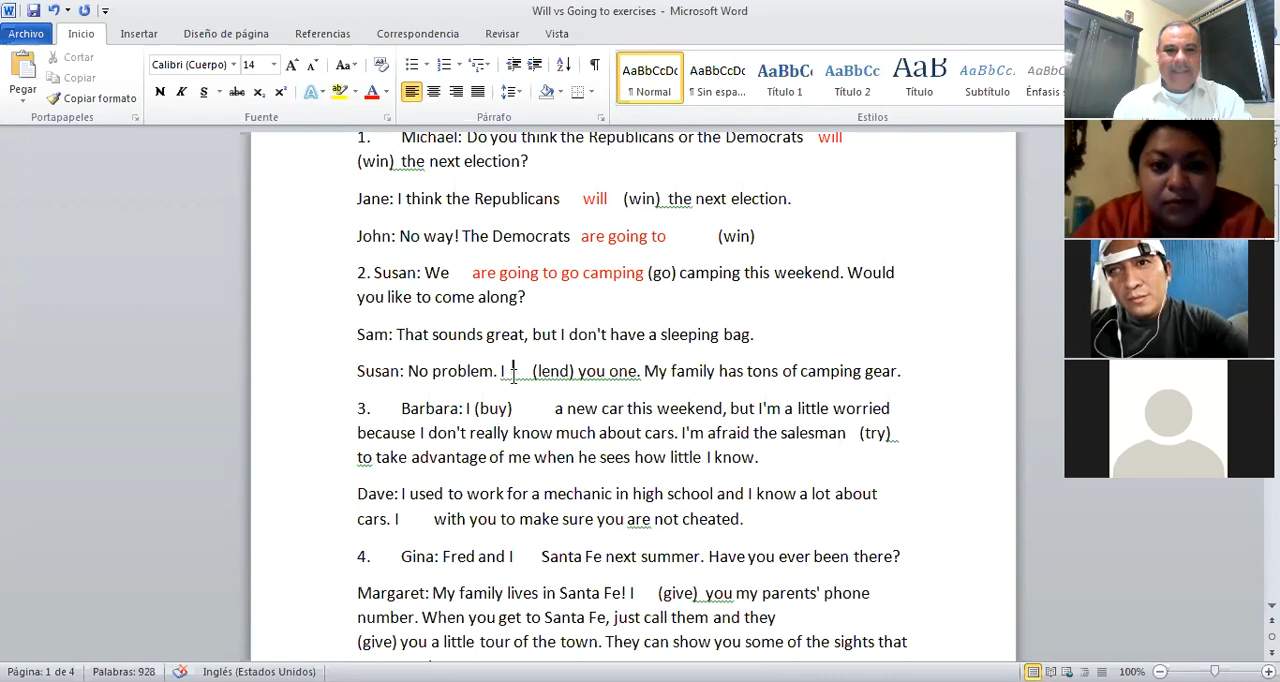 Will vs Going to exercises - Microsoft Word
Archivo Inicio Insertar Diseño de página Referencias Correspondencia Revisar Vista
Pegar
Cortar
Copiar
Copiar formato
Portapapeles
Calibri (Cuerpo) 14
N K S abc x₂ x²
Fuente
Párrafo
AaBbCcDc AaBbCcDc AaBbC AaBbCc AaB AaBbCc. AaBbCc
¶ Normal ¶ Sin espa... Título 1 Título 2 Título Subtítulo Énfasis
Estilos
1. Michael: Do you think the Republicans or the Democrats will
(win) the next election?
Jane: I think the Republicans will (win) the next election.
John: No way! The Democrats are going to (win)
2. Susan: We are going to go camping (go) camping this weekend. Would
you like to come along?
Sam: That sounds great, but I don't have a sleeping bag.
Susan: No problem. I (lend) you one. My family has tons of camping gear.
3. Barbara: I (buy) a new car this weekend, but I'm a little worried
because I don't really know much about cars. I'm afraid the salesman (try)
to take advantage of me when he sees how little I know.
Dave: I used to work for a mechanic in high school and I know a lot about
cars. I with you to make sure you are not cheated.
4. Gina: Fred and I Santa Fe next summer. Have you ever been there?
Margaret: My family lives in Santa Fe! I (give) you my parents' phone
number. When you get to Santa Fe, just call them and they
(give) you a little tour of the town. They can show you some of the sights that
Página: 1 de 4 Palabras: 928 Inglés (Estados Unidos) 100%